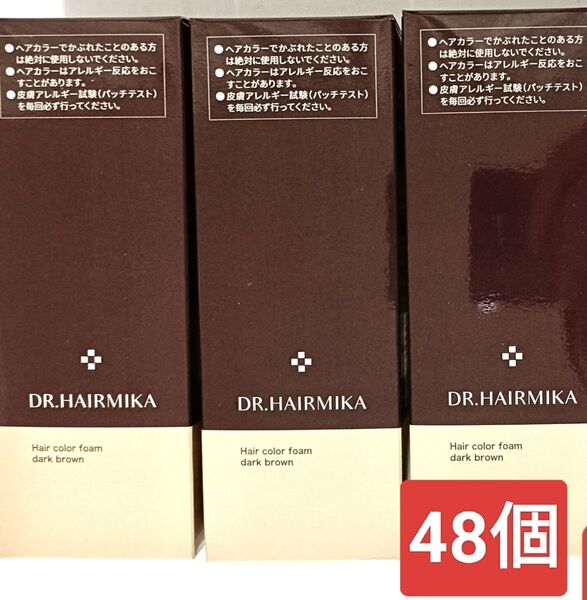 ●ヘアカラーでかぶれたことのある方
は絶対に使用しないでください。
●ヘアカラーはアレルギー反応をおこ
すことがあります。
●皮膚アレルギー試験(パッチテスト)
を毎回必ず行ってください。
DR.HAIRMIKA
Hair color foam
dark brown
●ヘアカラーでかぶれたことのある方
は絶対に使用しないでください。
●ヘアカラーはアレルギー反応をおこ
すことがあります。
●皮膚アレルギー試験(パッチテスト)
を毎回必ず行ってください。
DR.HAIRMIKA
Hair color foam
dark brown
●ヘアカラーでかぶれたことのある方
は絶対に使用しないでください。
●ヘアカラーはアレルギー反応をおこ
すことがあります。
●皮膚アレルギー試験(パッチテスト)
を毎回必ず行ってください。
DR.HAIRMIKA
Hair color foam
dark brown
48個